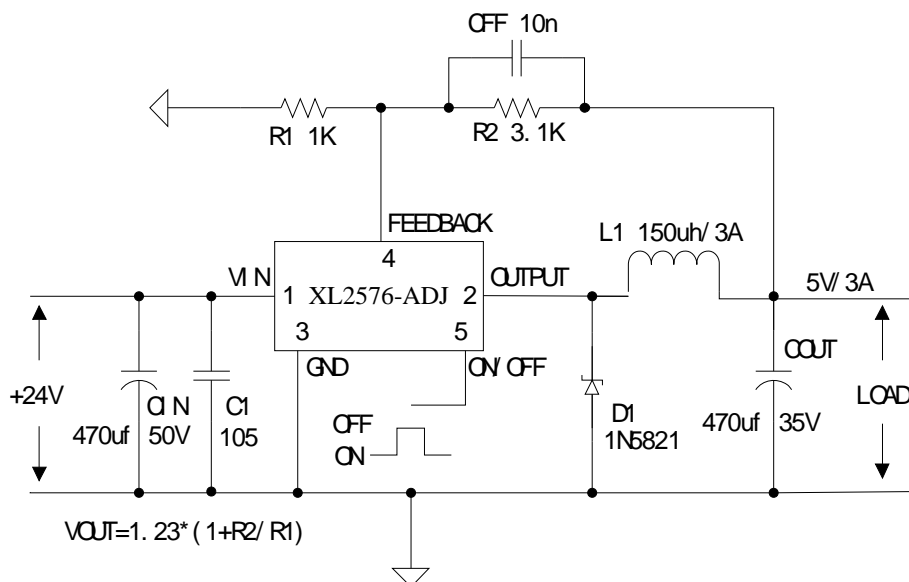 CFF 10n
R1 1K
R2 3.1K
FEEDBACK
L1 150uh/3A
4
VIN
OUTPUT
5V/3A
1 XL2576-ADJ 2
3
5
GND
ON/OFF
COUT
+24V
CIN
C1
LOAD
470uf 50V
105
OFF
ON
D1
1N5821
470uf 35V
VOUT=1.23*(1+R2/R1)